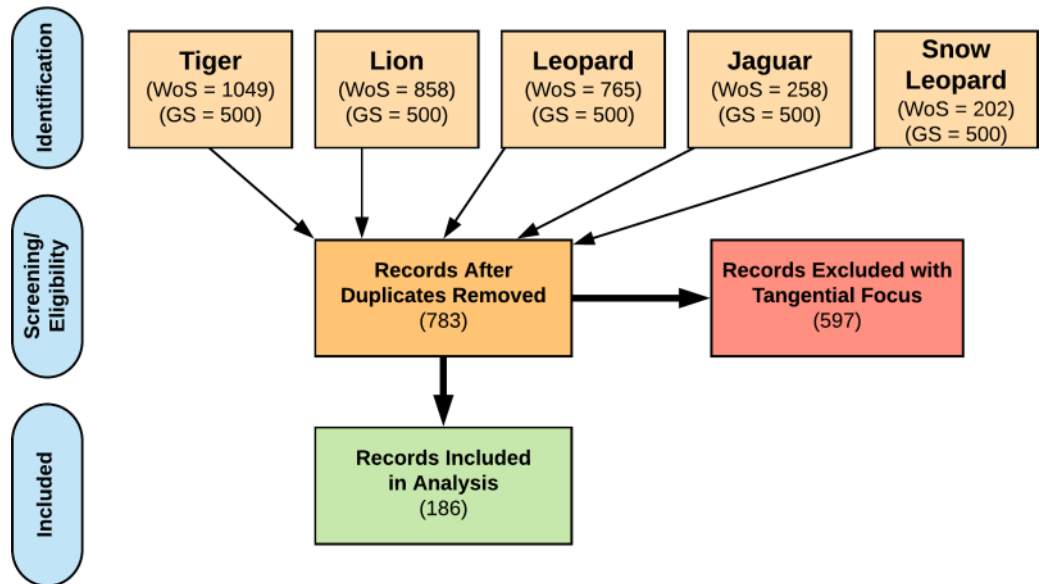 Identification
Tiger
(WoS = 1049)
(GS = 500)
Lion
(WoS = 858)
(GS = 500)
Leopard
(WoS = 765)
(GS = 500)
Jaguar
(WoS = 258)
(GS = 500)
Snow
Leopard
(WoS = 202)
(GS = 500)
Screening/
Eligibility
Records After
Duplicates Removed
(783)
Records Excluded with
Tangential Focus
(597)
Included
Records Included
in Analysis
(186)